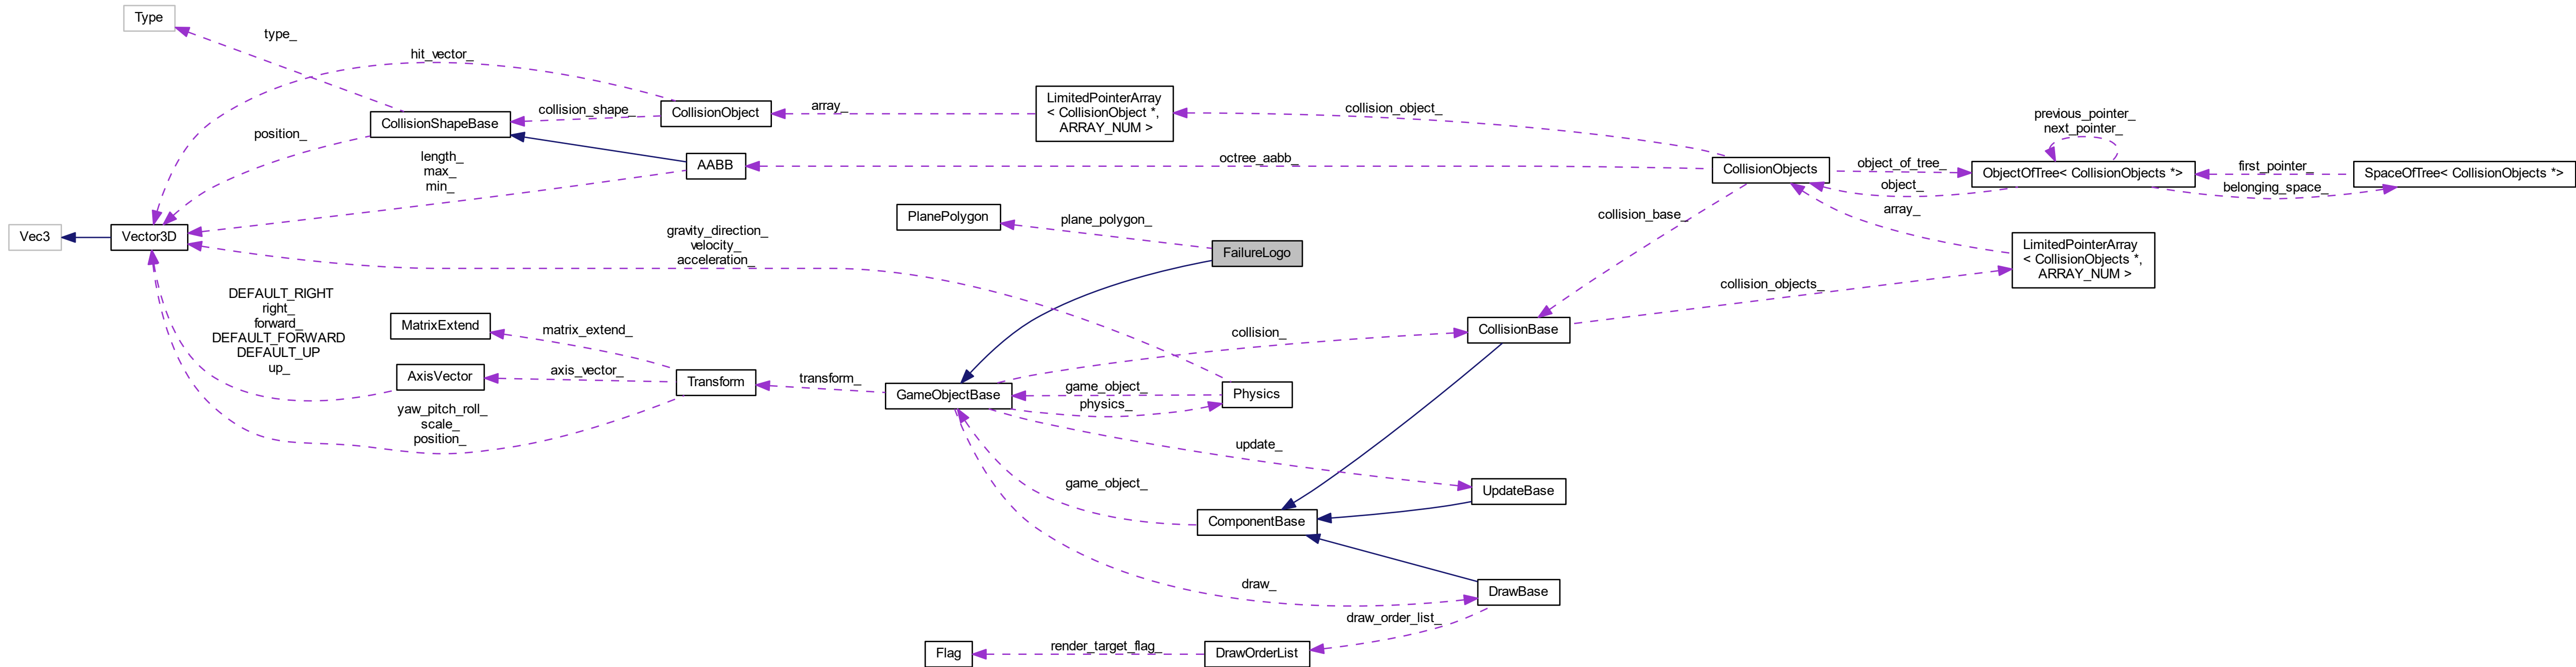 Type
type_
hit_vector_
CollisionShapeBase
collision_shape_
CollisionObject
array_
LimitedPointerArray
< CollisionObject *,
ARRAY_NUM >
collision_object_
position_
length_
max_
min_
AABB
octree_aabb_
CollisionObjects
object_of_tree_
object_
previous_pointer_
next_pointer_
ObjectOfTree< CollisionObjects *>
first_pointer_
belonging_space_
SpaceOfTree< CollisionObjects *>
Vec3
Vector3D
PlanePolygon
plane_polygon_
FailureLogo
collision_base_
array_
LimitedPointerArray
< CollisionObjects *,
ARRAY_NUM >
gravity_direction_
velocity_
acceleration_
collision_objects_
DEFAULT_RIGHT
right_
forward_
DEFAULT_FORWARD
DEFAULT_UP
up_
MatrixExtend
matrix_extend_
AxisVector
axis_vector_
Transform
transform_
GameObjectBase
collision_
CollisionBase
game_object_
physics_
Physics
yaw_pitch_roll_
scale_
position_
update_
UpdateBase
game_object_
ComponentBase
draw_
DrawBase
draw_order_list_
Flag
render_target_flag_
DrawOrderList